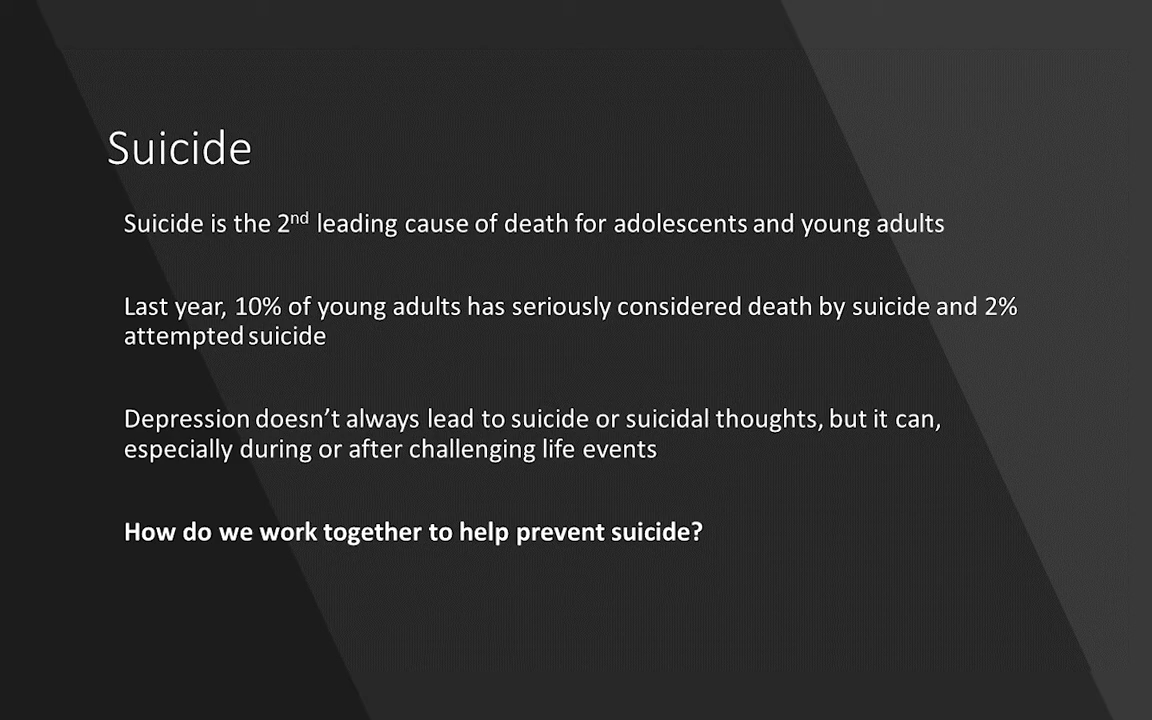 Suicide
Suicide is the 2nd leading cause of death for adolescents and young adults
Last year, 10% of young adults has seriously considered death by suicide and 2%
attempted suicide
Depression doesn’t always lead to suicide or suicidal thoughts, but it can,
especially during or after challenging life events
How do we work together to help prevent suicide?